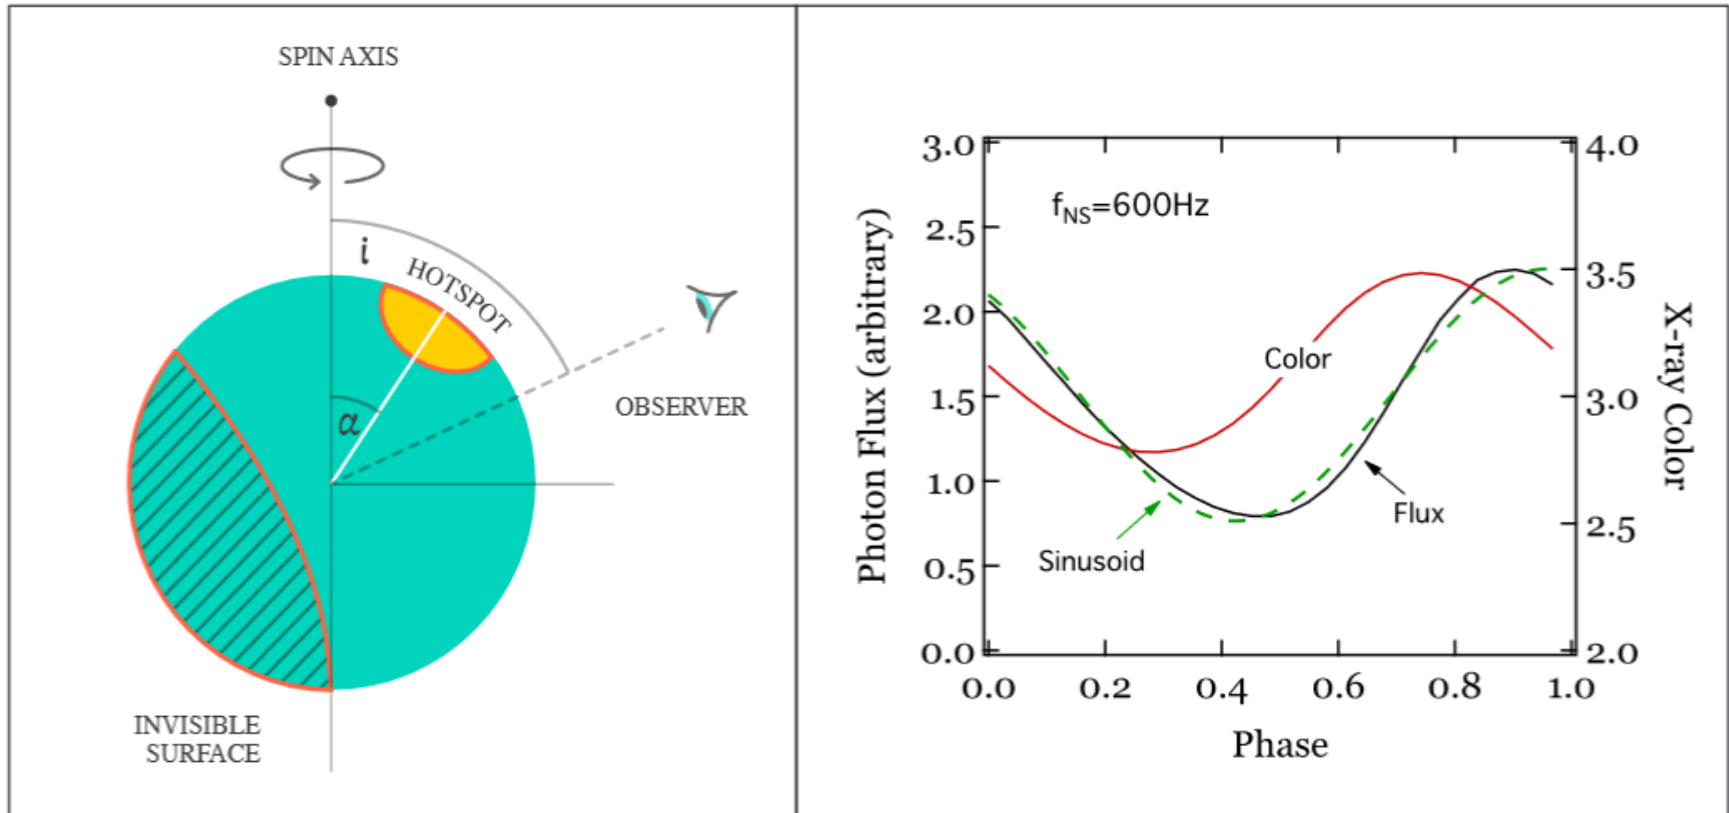 SPIN AXIS
i
HOTSPOT
α
OBSERVER
INVISIBLE
SURFACE
f_NS=600Hz
Color
Flux
Sinusoid
Photon Flux (arbitrary)
3.0
2.5
2.0
1.5
1.0
0.5
0.0
4.0
3.5
3.0
2.5
2.0
X-ray Color
0.0 0.2 0.4 0.6 0.8 1.0
Phase